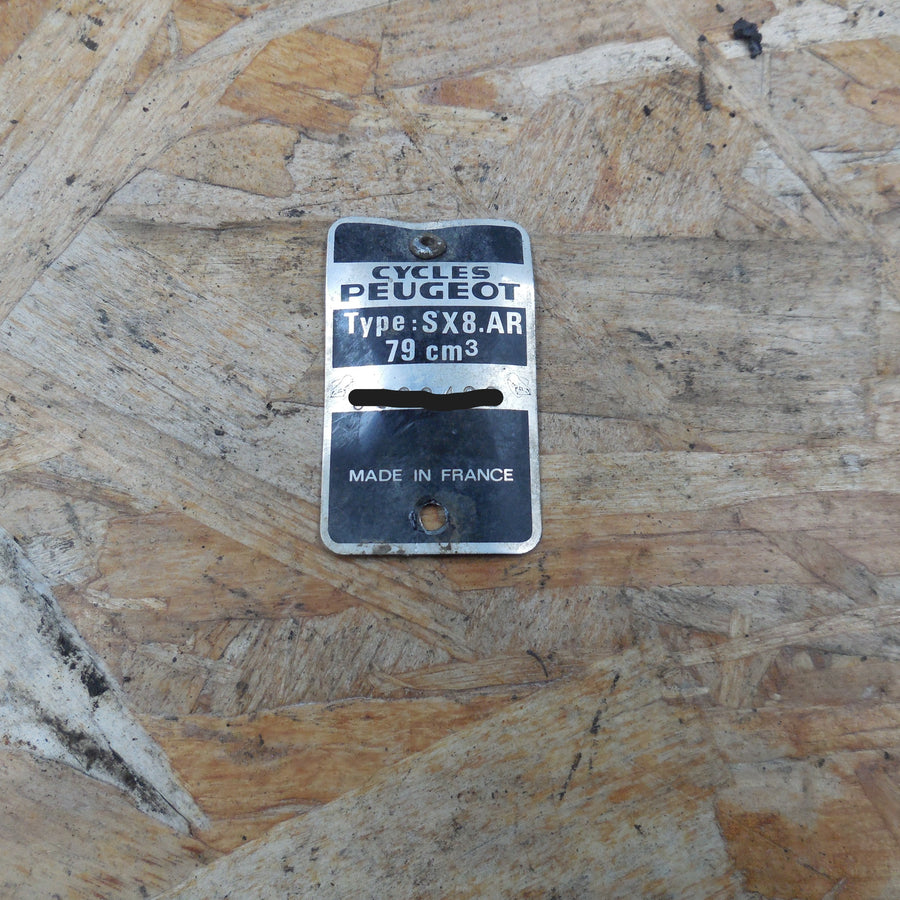 CYCLES
PEUGEOT
Type: SX8.AR
79 cm³
MADE IN FRANCE